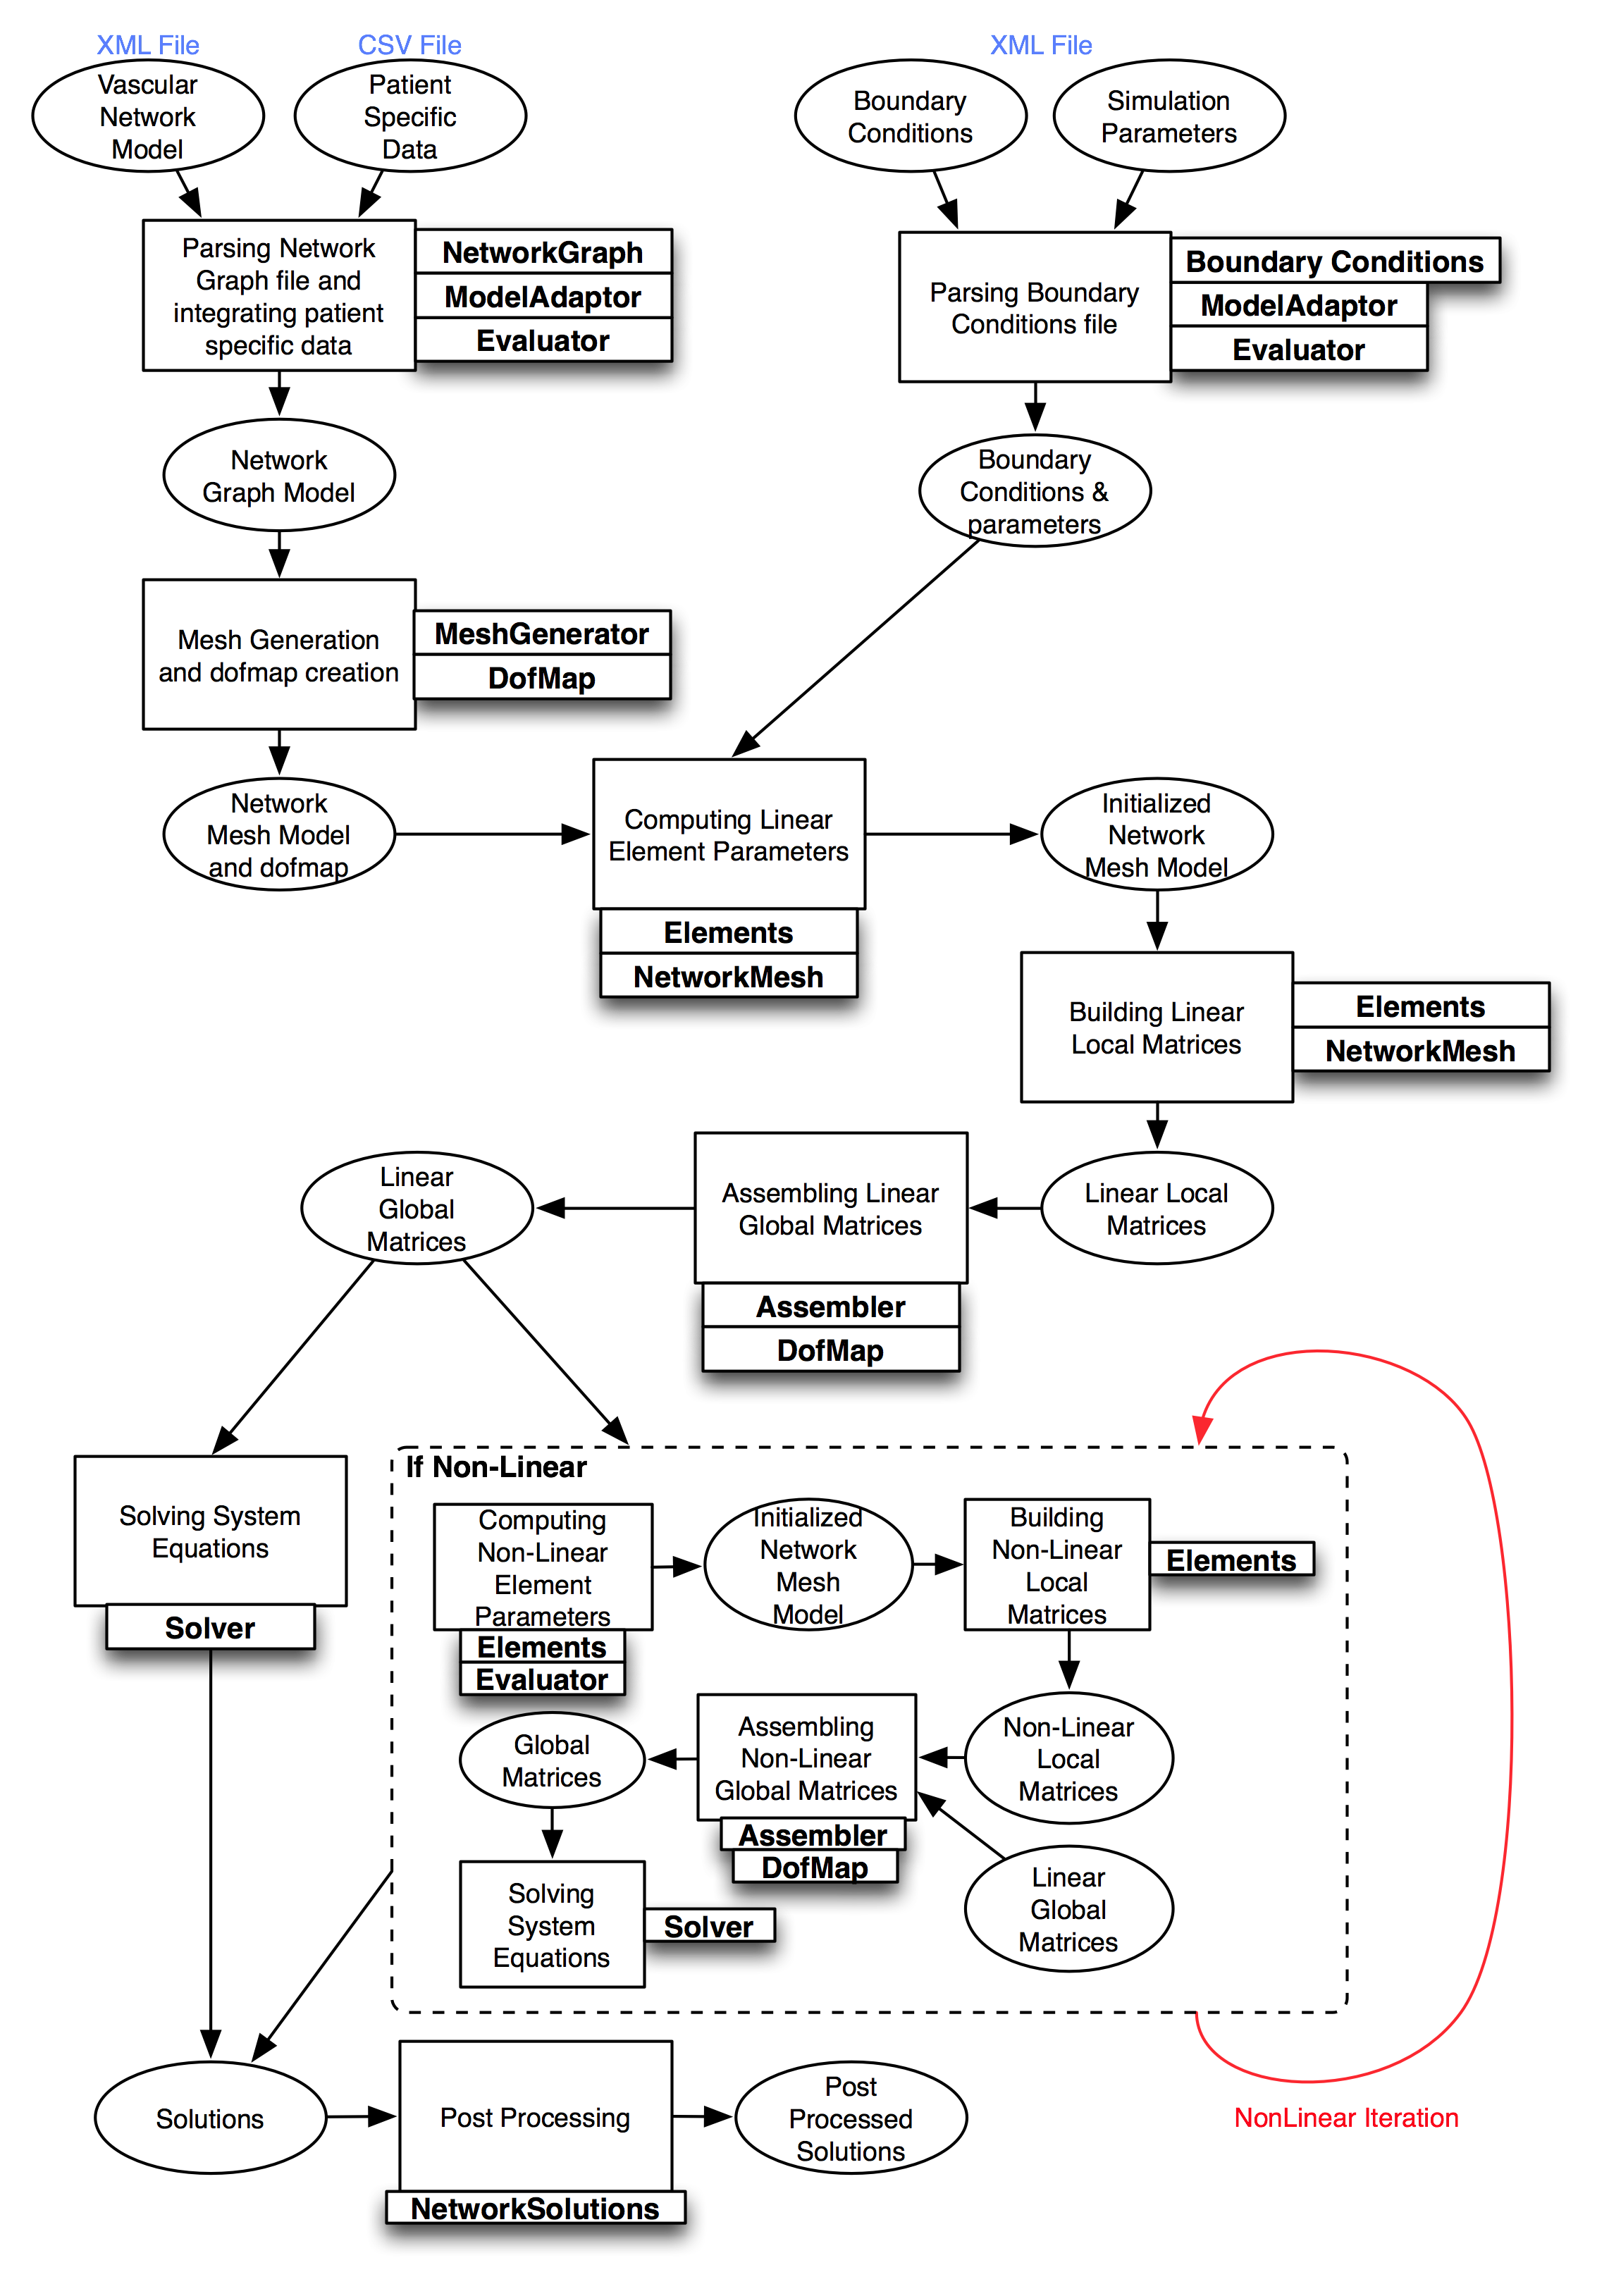 XML File
CSV File
XML File
Vascular
Network
Model
Patient
Specific
Data
Boundary
Conditions
Simulation
Parameters
Parsing Network
Graph file and
integrating patient
specific data
NetworkGraph
ModelAdaptor
Evaluator
Parsing Boundary
Conditions file
Boundary Conditions
ModelAdaptor
Evaluator
Network
Graph Model
Boundary
Conditions &
parameters
Mesh Generation
and dofmap creation
MeshGenerator
DofMap
Network
Mesh Model
and dofmap
Computing Linear
Element Parameters
Elements
NetworkMesh
Initialized
Network
Mesh Model
Building Linear
Local Matrices
Elements
NetworkMesh
Linear
Global
Matrices
Assembling Linear
Global Matrices
Assembler
DofMap
Linear Local
Matrices
Solving System
Equations
Solver
If Non-Linear
Computing
Non-Linear
Element
Parameters
Elements
Evaluator
Initialized
Network
Mesh
Model
Building
Non-Linear
Local
Matrices
Elements
Global
Matrices
Assembling
Non-Linear
Global Matrices
Assembler
DofMap
Non-Linear
Local
Matrices
Solving
System
Equations
Solver
Linear
Global
Matrices
Solutions
Post Processing
NetworkSolutions
Post
Processed
Solutions
NonLinear Iteration